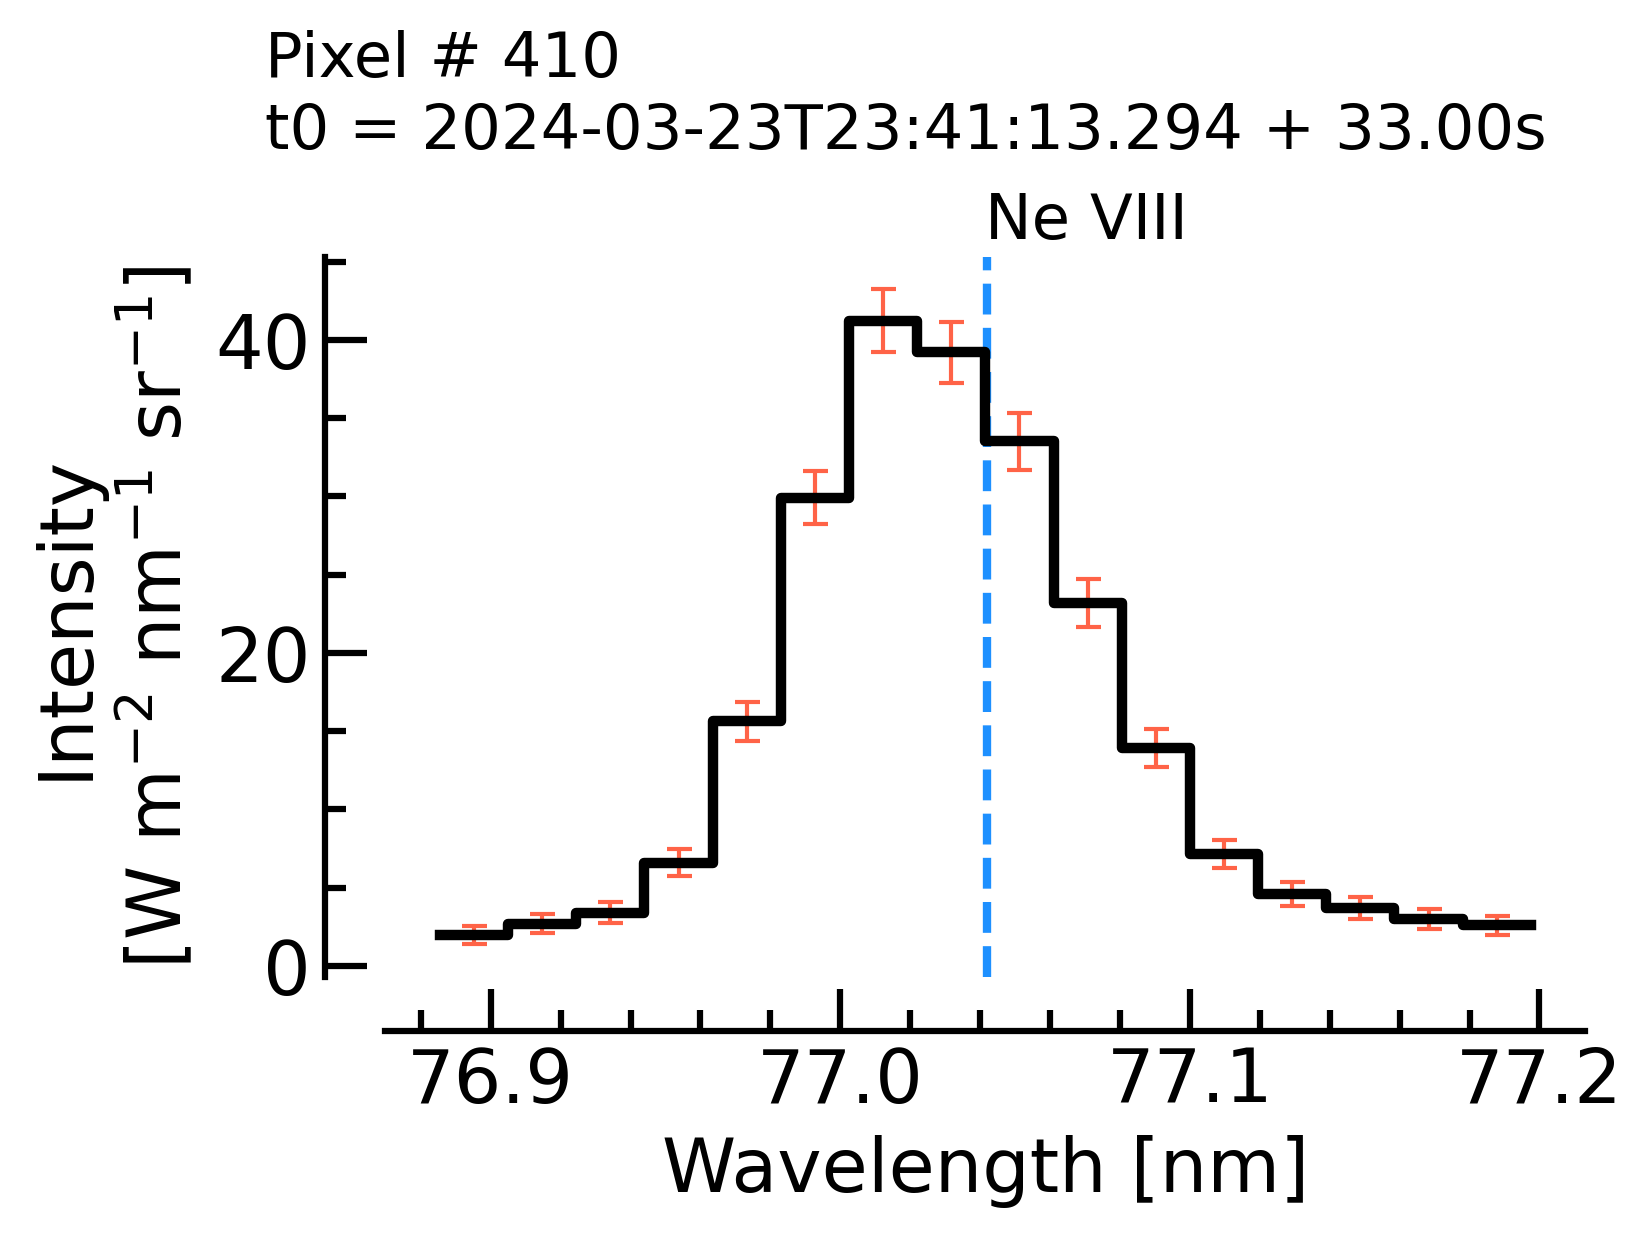 Pixel # 410
t0 = 2024-03-23T23:41:13.294 + 33.00s
Ne VIII
Intensity
[W m⁻² nm⁻¹ sr⁻¹]
40
20
0
76.9 77.0 77.1 77.2
Wavelength [nm]